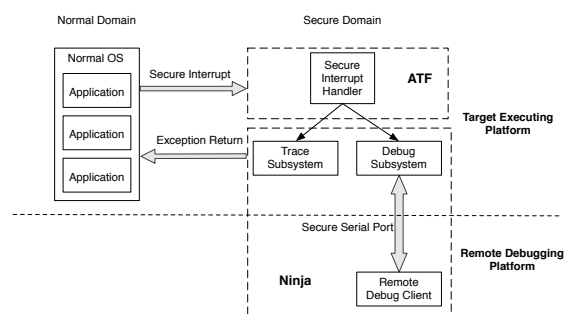 Normal Domain
Secure Domain
Normal OS
Application
Application
Application
Secure Interrupt
Exception Return
Secure
Interrupt
Handler
ATF
Trace
Subsystem
Debug
Subsystem
Target Executing
Platform
Secure Serial Port
Remote Debugging
Platform
Ninja
Remote
Debug Client